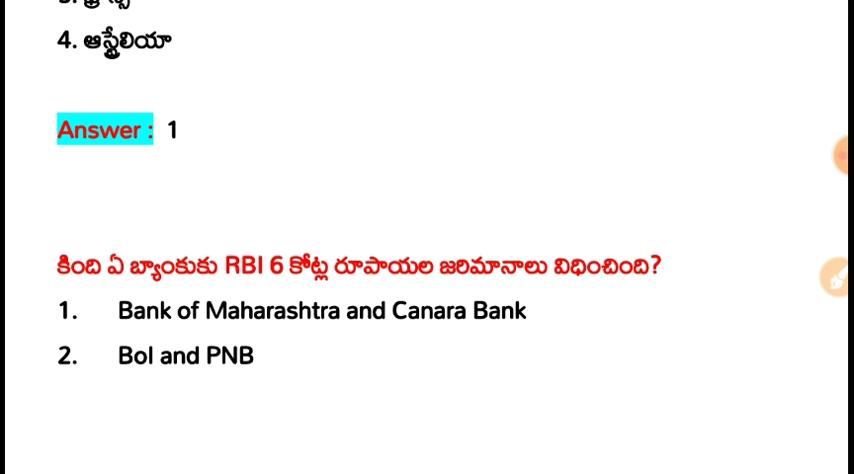 4. ఆస్ట్రేలియా
Answer : 1
కింది ఏ బ్యాంకుకు RBI 6 కోట్ల రూపాయల జరిమానాలు విధించింది?
1. Bank of Maharashtra and Canara Bank
2. BoI and PNB